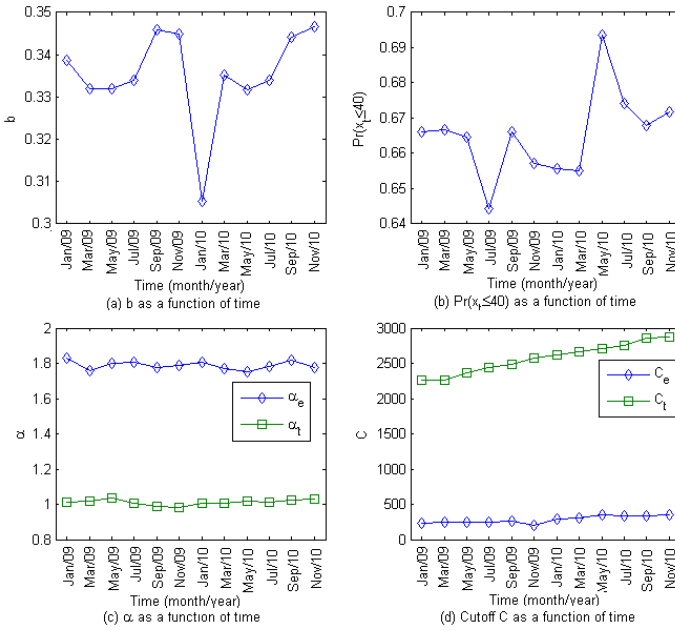 0.35
0.34
0.33
0.32
0.31
0.3
b
Jan/09
Mar/09
May/09
Jul/09
Sep/09
Nov/09
Jan/10
Mar/10
May/10
Jul/10
Sep/10
Nov/10
Time (month/year)
(a) b as a function of time
0.7
0.69
0.68
0.67
0.66
0.65
0.64
Pr(x_t≤40)
Jan/09
Mar/09
May/09
Jul/09
Sep/09
Nov/09
Jan/10
Mar/10
May/10
Jul/10
Sep/10
Nov/10
Time (month/year)
(b) Pr(x_t≤40) as a function of time
2
1.8
1.6
1.4
1.2
1
0.8
α
α_e
α_t
Jan/09
Mar/09
May/09
Jul/09
Sep/09
Nov/09
Jan/10
Mar/10
May/10
Jul/10
Sep/10
Nov/10
Time (month/year)
(c) α as a function of time
3000
2500
2000
1500
1000
500
0
C
C_e
C_t
Jan/09
Mar/09
May/09
Jul/09
Sep/09
Nov/09
Jan/10
Mar/10
May/10
Jul/10
Sep/10
Nov/10
Time (month/year)
(d) Cutoff C as a function of time